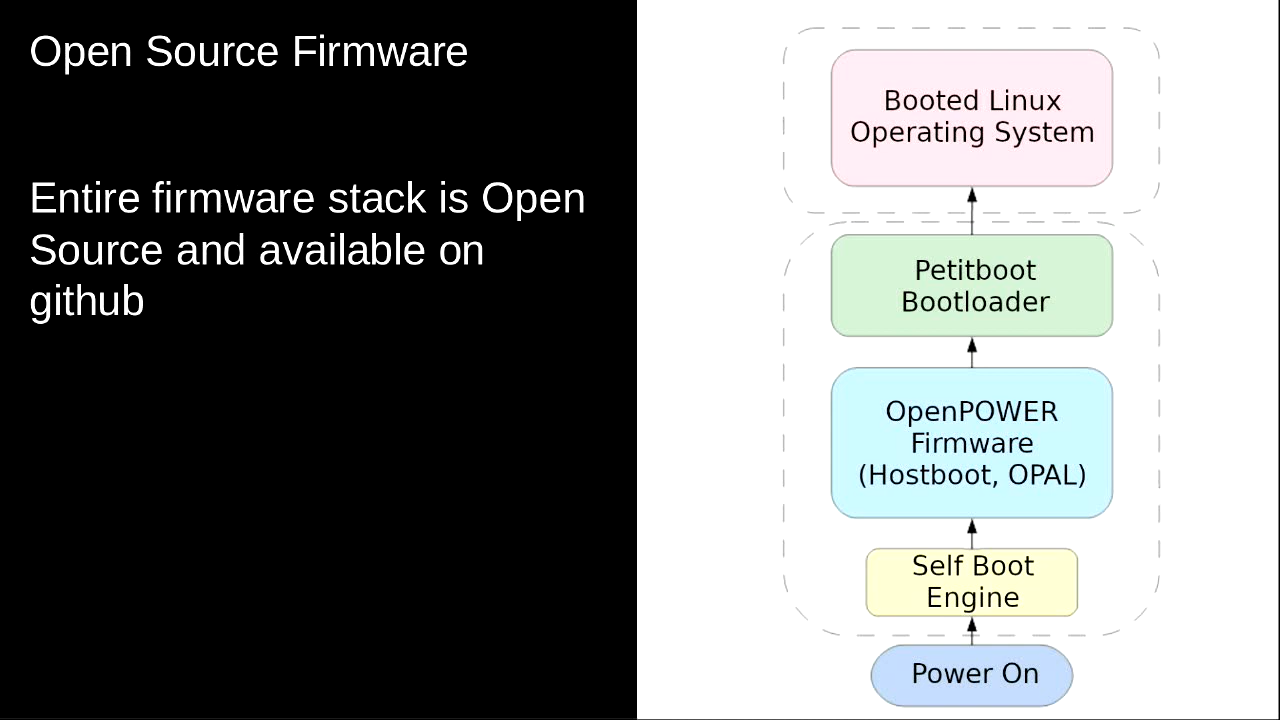 Open Source Firmware
Entire firmware stack is Open
Source and available on
github
Booted Linux
Operating System
Petitboot
Bootloader
OpenPOWER
Firmware
(Hostboot, OPAL)
Self Boot
Engine
Power On